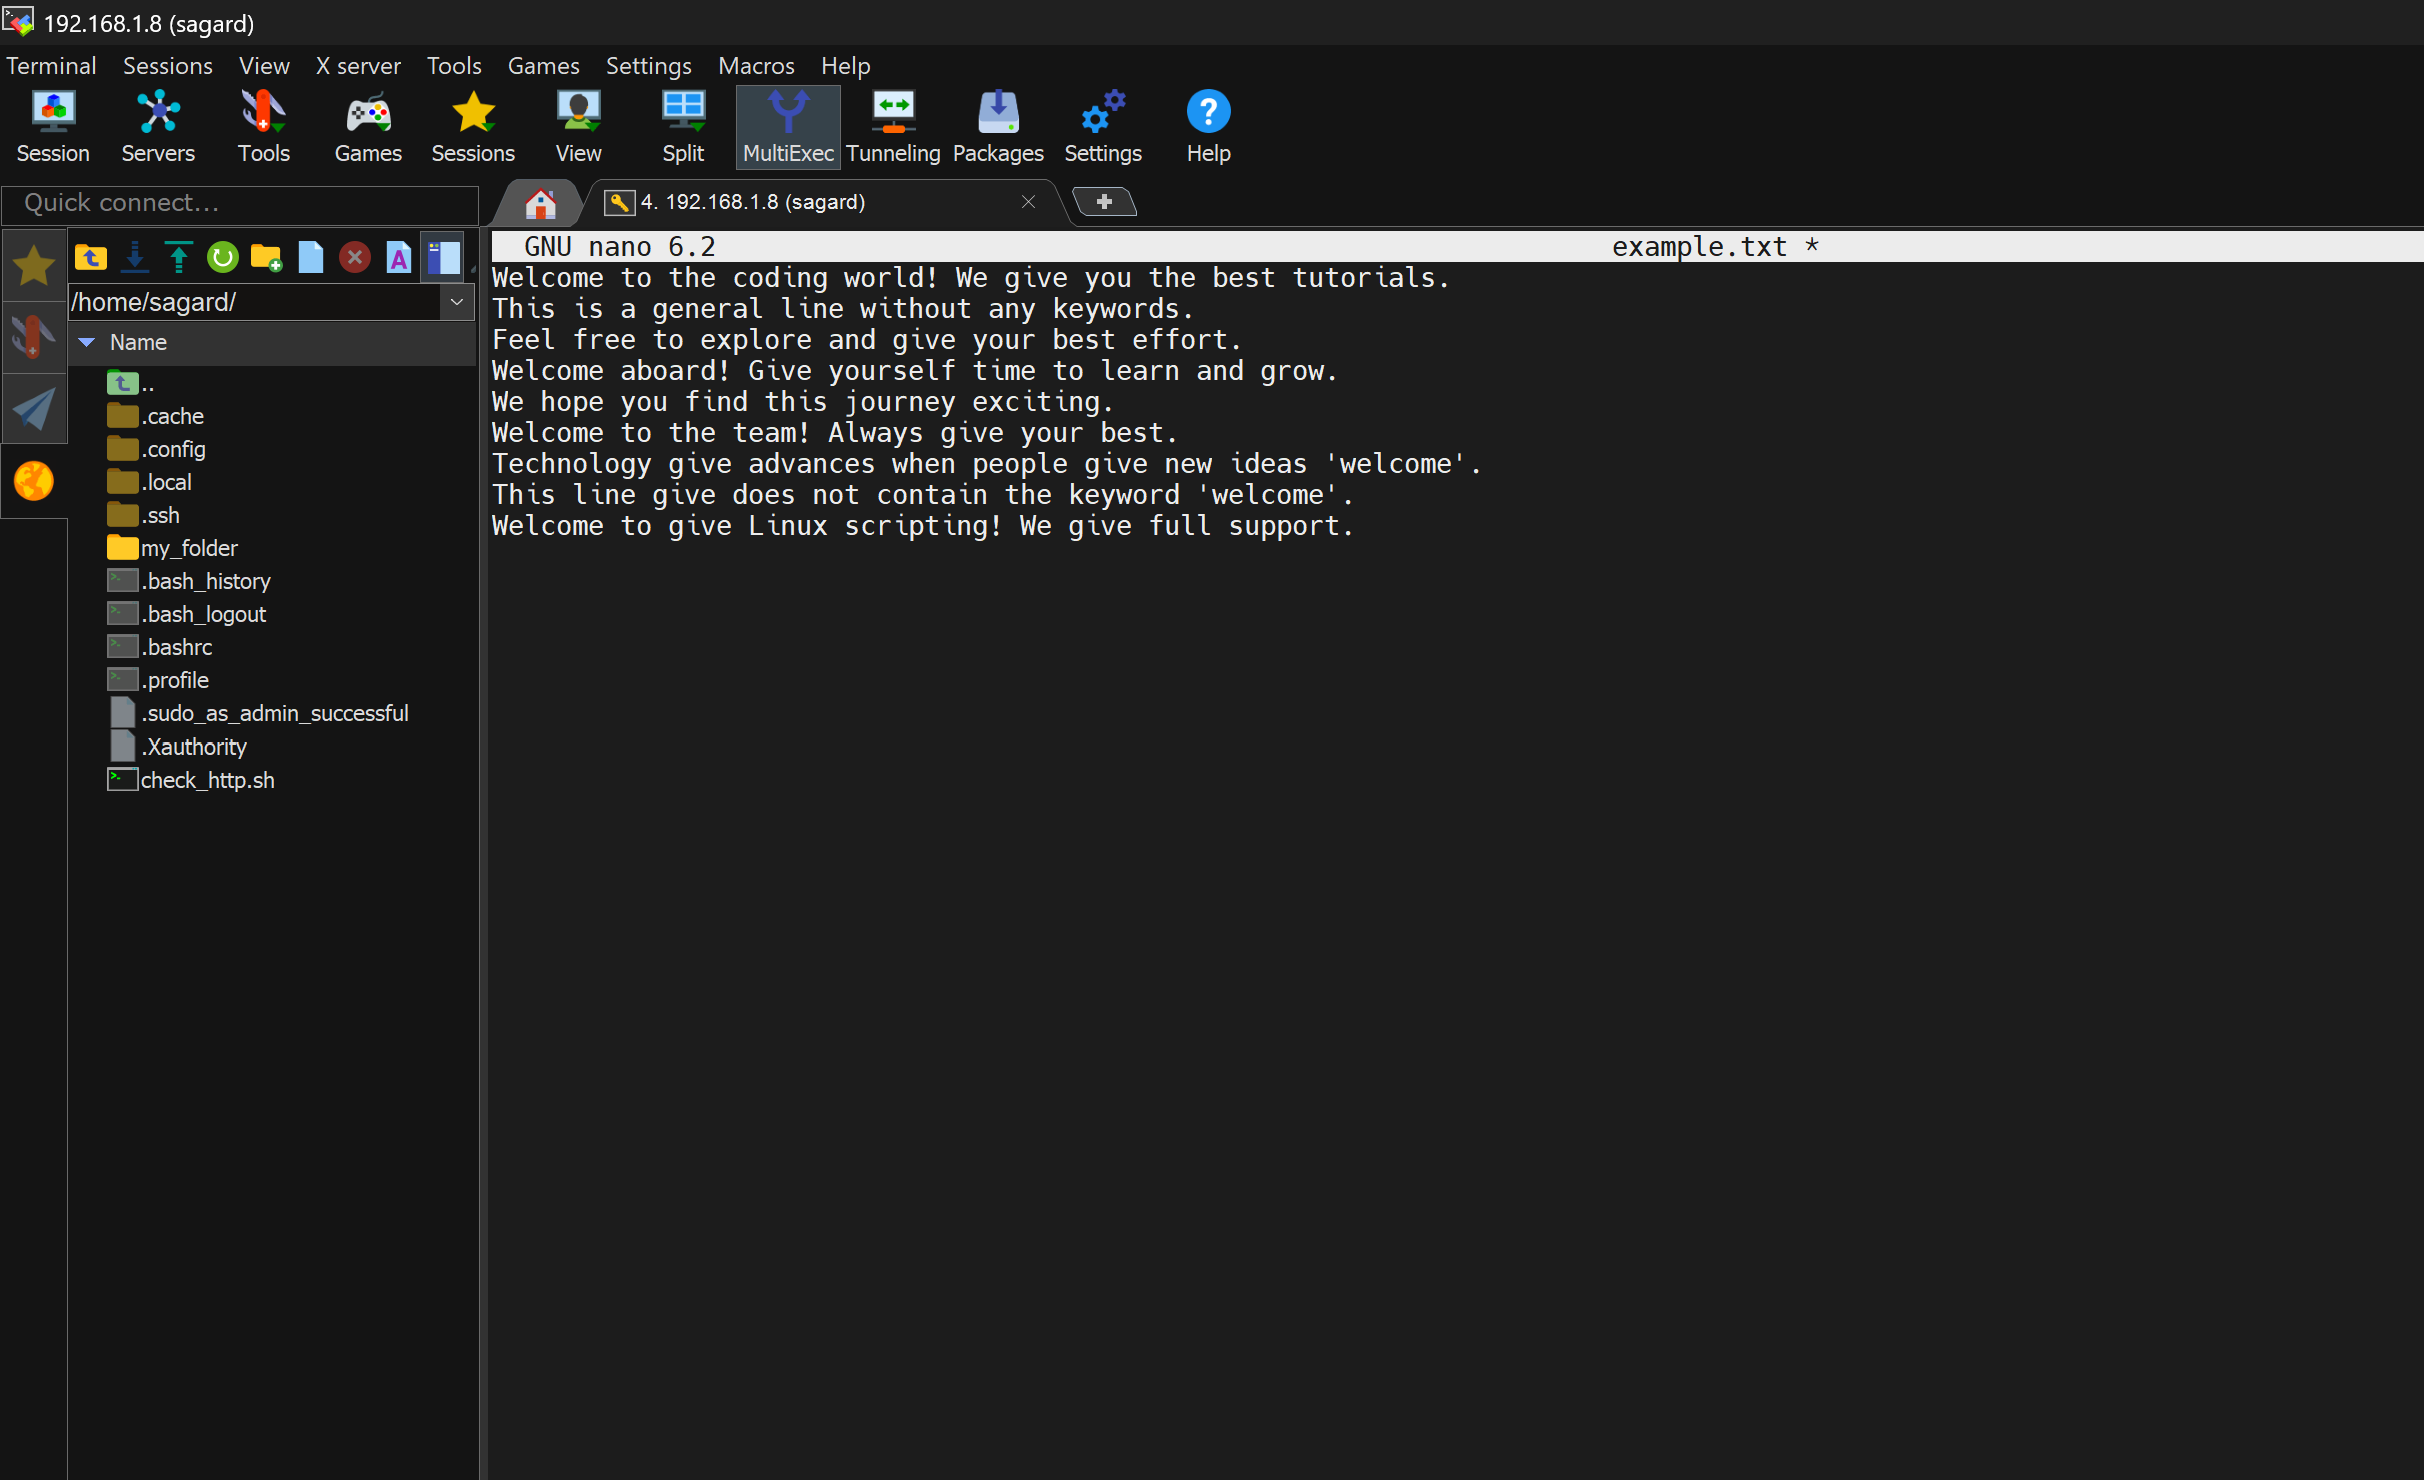 192.168.1.8 (sagard)
Terminal Sessions View X server Tools Games Settings Macros Help
Session Servers Tools Games Sessions View Split MultiExec Tunneling Packages Settings Help
Quick connect...
4. 192.168.1.8 (sagard)
/home/sagard/
Name
..
.cache
.config
.local
.ssh
my_folder
.bash_history
.bash_logout
.bashrc
.profile
.sudo_as_admin_successful
.Xauthority
check_http.sh
GNU nano 6.2 example.txt *
Welcome to the coding world! We give you the best tutorials.
This is a general line without any keywords.
Feel free to explore and give your best effort.
Welcome aboard! Give yourself time to learn and grow.
We hope you find this journey exciting.
Welcome to the team! Always give your best.
Technology give advances when people give new ideas 'welcome'.
This line give does not contain the keyword 'welcome'.
Welcome to give Linux scripting! We give full support.